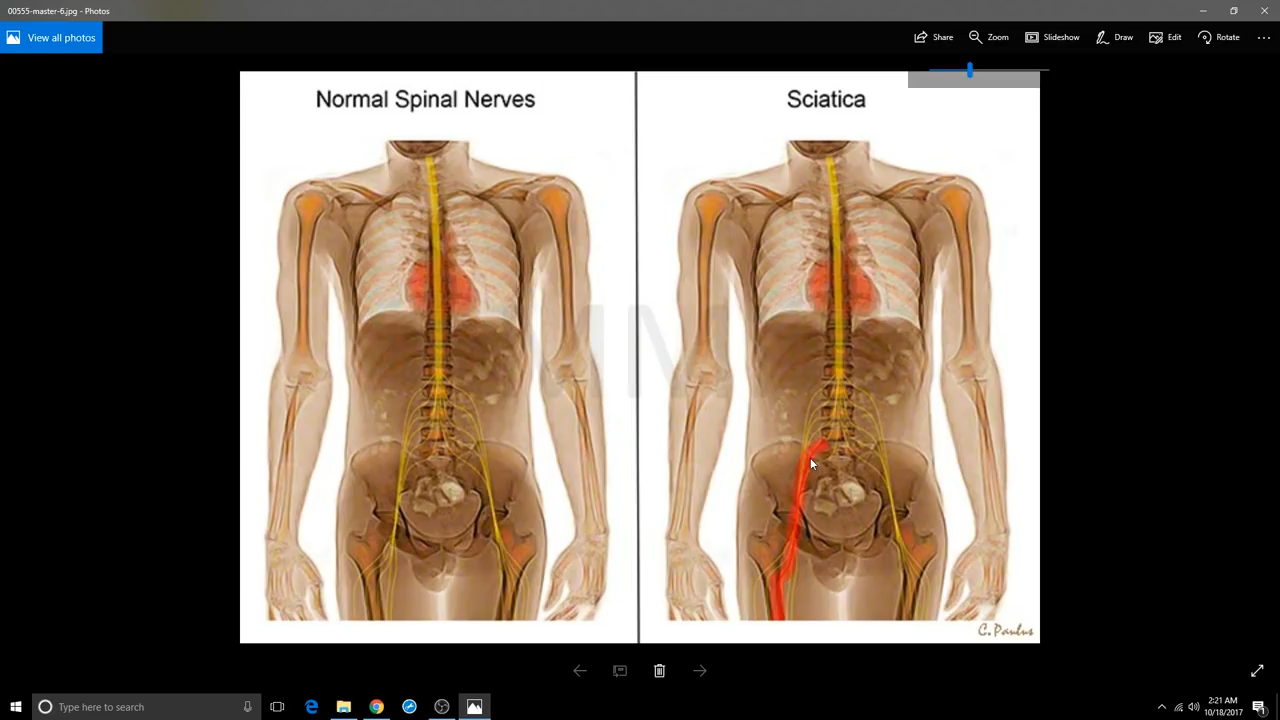 00555-master-6.jpg - Photos
View all photos
Share
Zoom
Slideshow
Draw
Edit
Rotate
Normal Spinal Nerves
Sciatica
C. Paulus
Type here to search
2:21 AM
10/18/2017